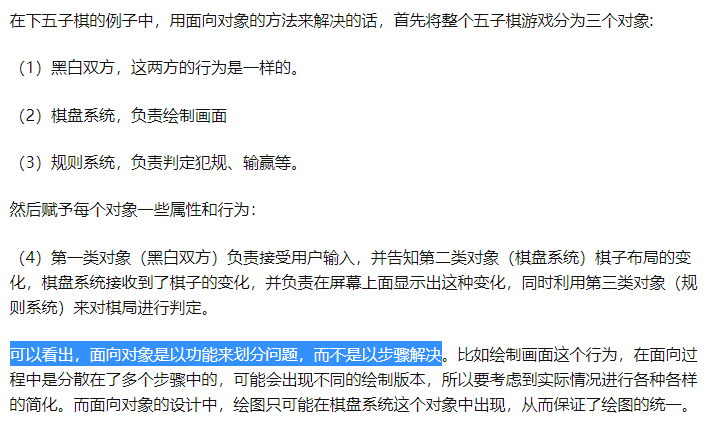 在下五子棋的例子中，用面向对象的方法来解决的话，首先将整个五子棋游戏分为三个对象:
（1）黑白双方，这两方的行为是一样的。
（2）棋盘系统，负责绘制画面
（3）规则系统，负责判定犯规、输赢等。
然后赋予每个对象一些属性和行为：
（4）第一类对象（黑白双方）负责接受用户输入，并告知第二类对象（棋盘系统）棋子布局的变
化，棋盘系统接收到了棋子的变化，并负责在屏幕上面显示出这种变化，同时利用第三类对象（规
则系统）来对棋局进行判定。
可以看出，面向对象是以功能来划分问题，而不是以步骤解决。比如绘制画面这个行为，在面向过
程中是分散在了多个步骤中的，可能会出现不同的绘制版本，所以要考虑到实际情况进行各种各样
的简化。而面向对象的设计中，绘图只可能在棋盘系统这个对象中出现，从而保证了绘图的统一。